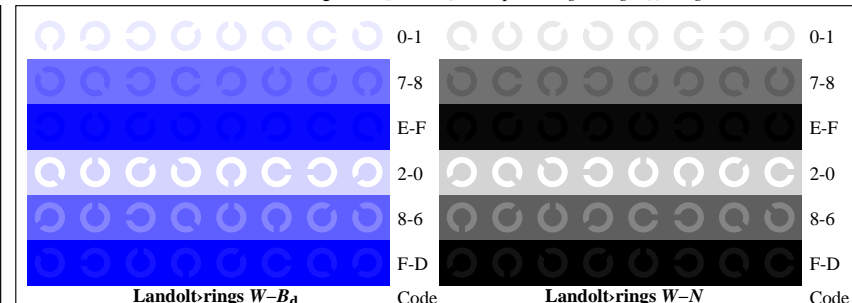 0-1 0-1
7-8 7-8
E-F E-F
2-0 2-0
8-6 8-6
F-D F-D
Landolt›rings W–Bd Code Landolt›rings W–N Code